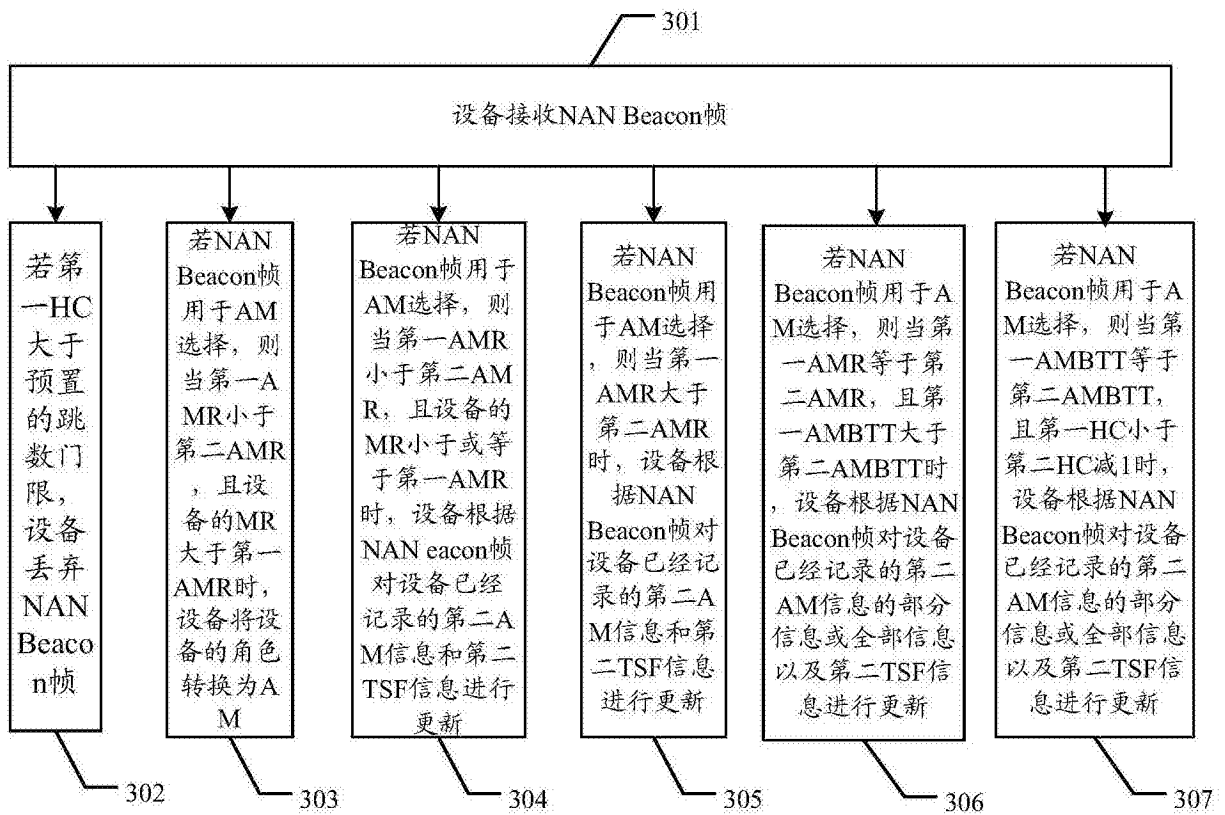 301
设备接收NAN Beacon帧
若第
一HC
大于
预置
的跳
数门
限，
设备
丢弃
NAN
Beaco
n帧
若NAN
Beacon帧
用于AM
选择，则
当第一A
MR小于
第二AMR
，且设
备的MR
大于第一
AMR时，
设备将设
备的角色
转换为A
M
若NAN
Beacon帧用于
AM选择，则
当第一AMR
小于第二AM
R，且设备的
MR小于或等
于第一AMR
时，设备根据
NAN eacon帧
对设备已经
记录的第二A
M信息和第二
TSF信息进行
更新
若NAN
Beacon帧用
于AM选择
，则当第一
AMR大于
第二AMR
时，设备根
据NAN
Beacon帧对
设备已经记
录的第二A
M信息和第
二TSF信息
进行更新
若NAN
Beacon帧用于A
M选择，则当第
一AMR等于第
二AMR，且第
一AMBTT大于
第二AMBTT时
，设备根据NAN
Beacon帧对设备
已经记录的第二
AM信息的部分
信息或全部信息
以及第二TSF信
息进行更新
若NAN
Beacon帧用于A
M选择，则当第
一AMBTT等于
第二AMBTT，
且第一HC小于
第二HC减1时，
设备根据NAN
Beacon帧对设备
已经记录的第二
AM信息的部分
信息或全部信息
以及第二TSF信
息进行更新
302
303
304
305
306
307